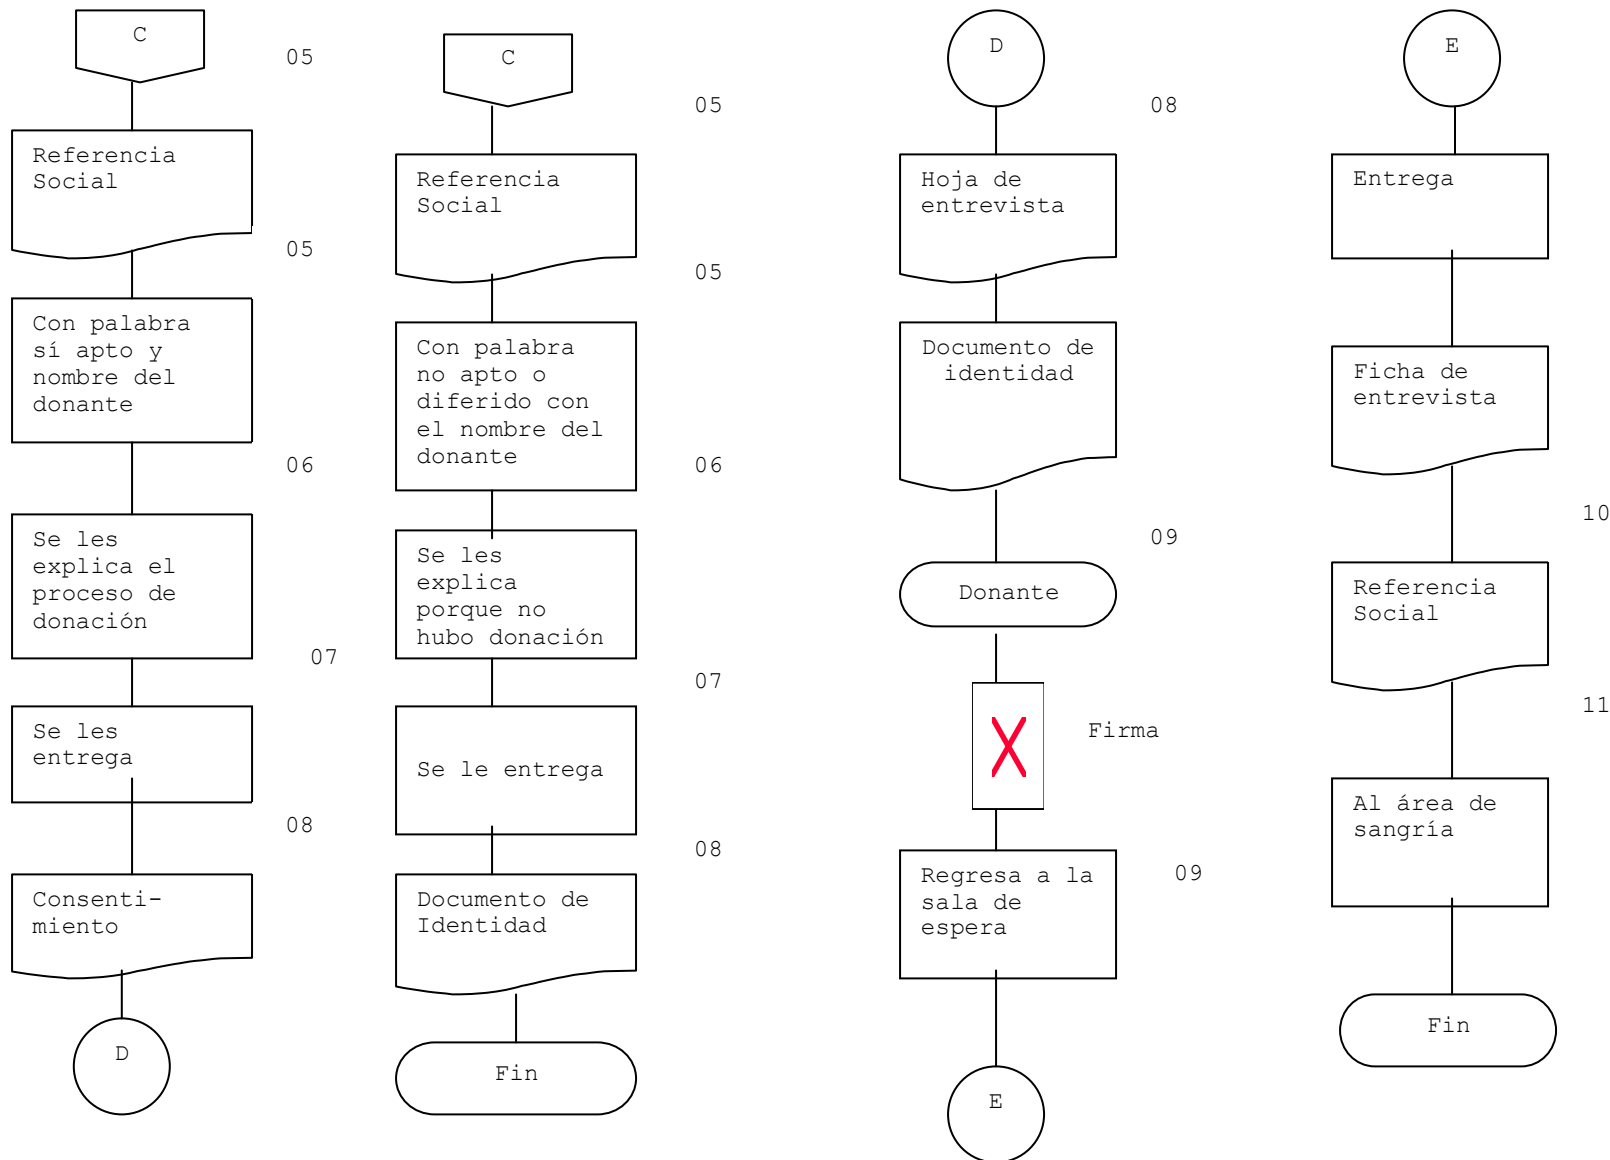 C
05
Referencia
Social
05
Con palabra
sí apto y
nombre del
donante
06
Se les
explica el
proceso de
donación
07
Se les
entrega
08
Consenti-
miento
D
C
05
Referencia
Social
05
Con palabra
no apto o
diferido con
el nombre del
donante
06
Se les
explica
porque no
hubo donación
07
Se le entrega
08
Documento de
Identidad
Fin
D
08
Hoja de
entrevista
Documento de
identidad
09
Donante
X
Firma
Regresa a la
sala de
espera
09
E
E
Entrega
Ficha de
entrevista
10
Referencia
Social
11
Al área de
sangría
Fin